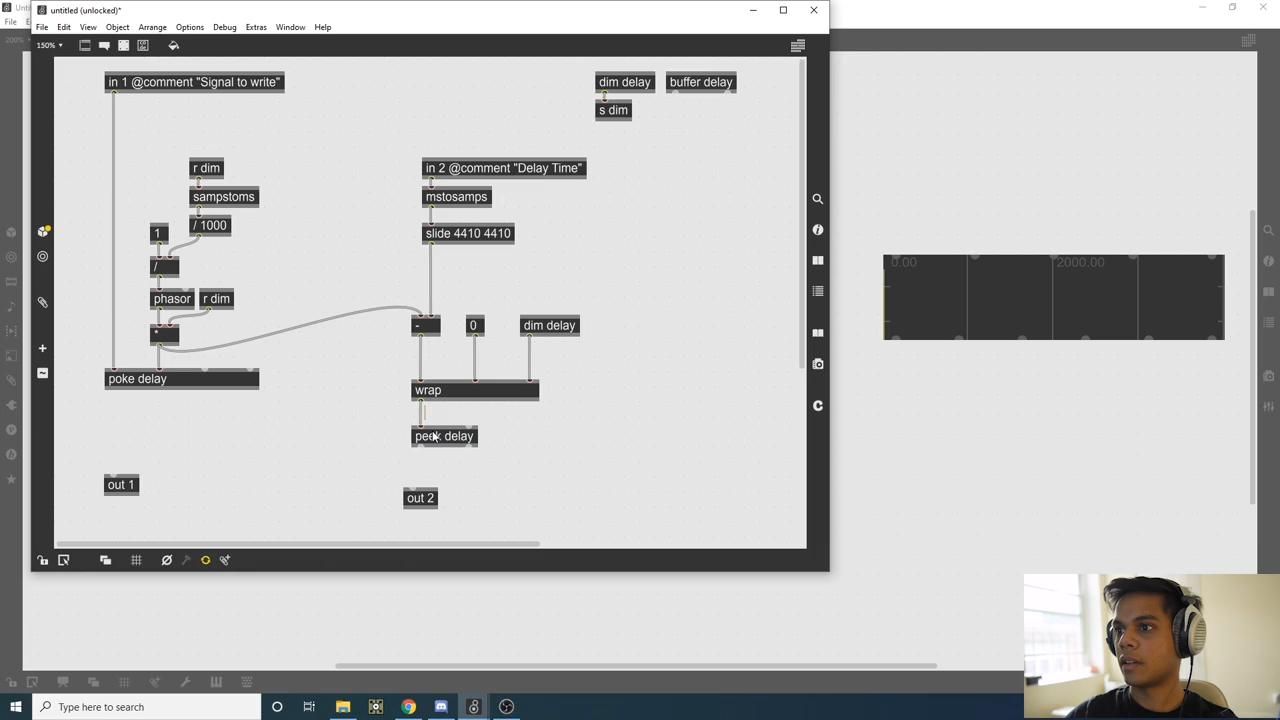 untitled (unlocked)*
File Edit View Object Arrange Options Debug Extras Window Help
150%
in 1 @comment "Signal to write"
dim delay
buffer delay
s dim
r dim
in 2 @comment "Delay Time"
sampstoms
mstosamps
/ 1000
1
slide 4410 4410
/
phasor
r dim
*
-
0
dim delay
poke delay
wrap
peek delay
out 1
out 2
0.00
2000.00
File
200%
Type here to search